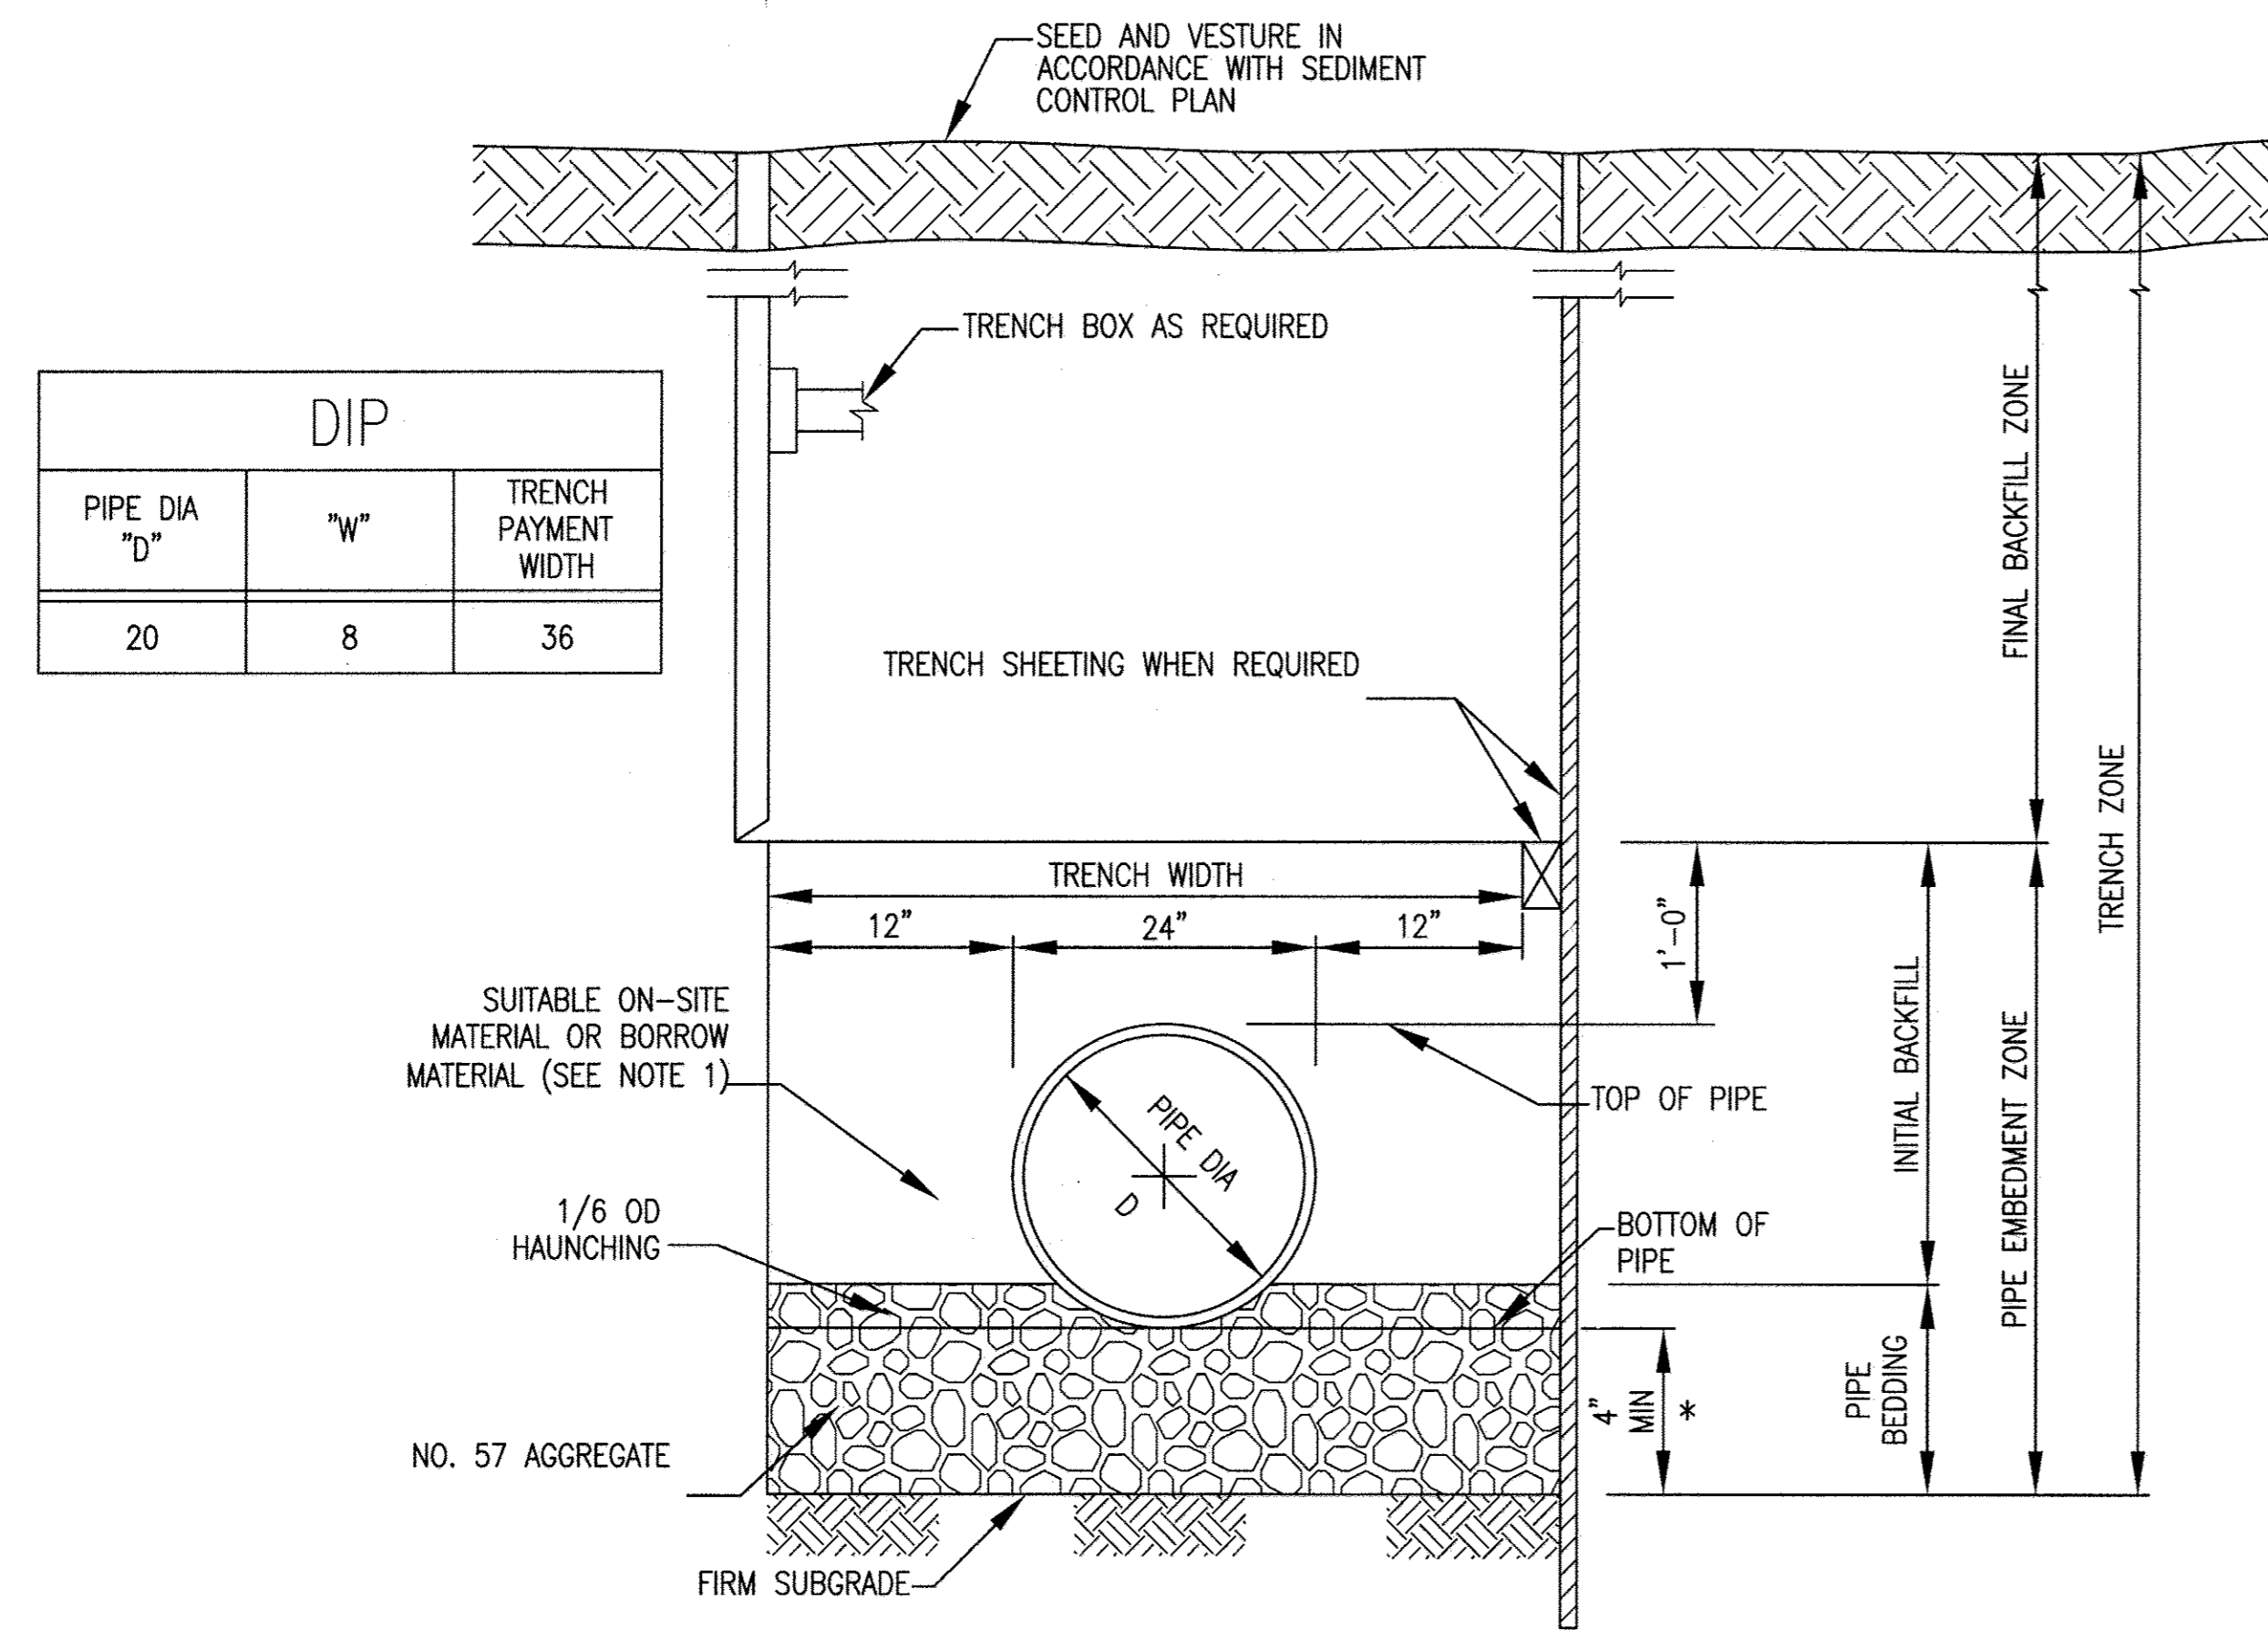 SEED AND VESTURE IN
ACCORDANCE WITH SEDIMENT
CONTROL PLAN
TRENCH BOX AS REQUIRED
DIP
PIPE DIA
"D"
"W"
TRENCH
PAYMENT
WIDTH
20
8
36
TRENCH SHEETING WHEN REQUIRED
FINAL BACKFILL ZONE
TRENCH ZONE
TRENCH WIDTH
12"
24"
12"
1'-0"
SUITABLE ON-SITE
MATERIAL OR BORROW
MATERIAL (SEE NOTE 1)
TOP OF PIPE
PIPE DIA
D
INITIAL BACKFILL
PIPE EMBEDMENT ZONE
1/6 OD
HAUNCHING
BOTTOM OF
PIPE
4"
MIN
*
PIPE
BEDDING
NO. 57 AGGREGATE
FIRM SUBGRADE